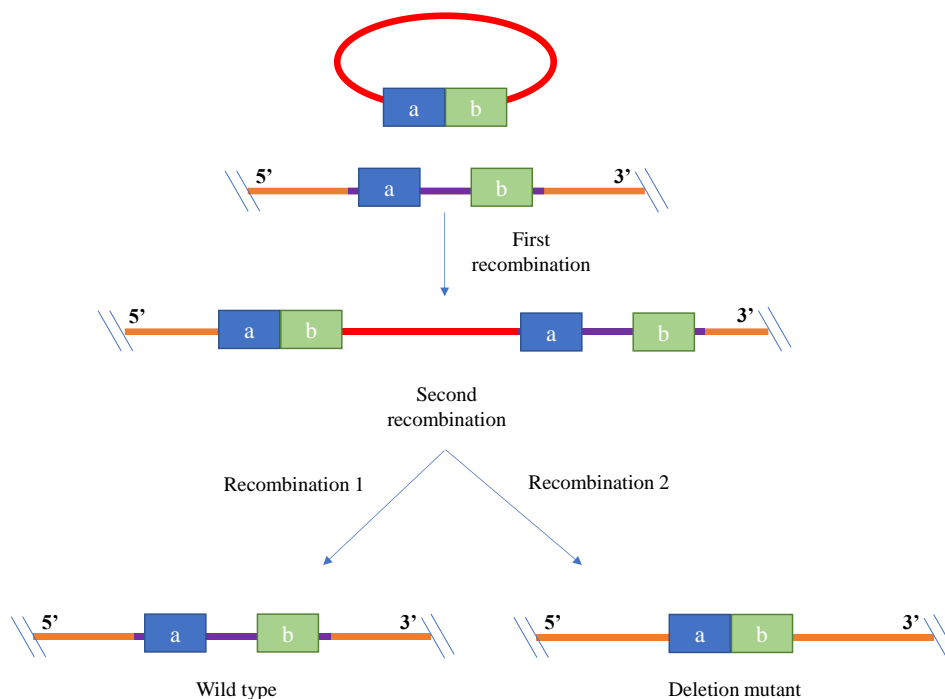 a b
5’ a b 3’
First
recombination
5’ a b a b 3’
Second
recombination
Recombination 1 Recombination 2
5’ a b 3’ 5’ a b 3’
Wild type Deletion mutant